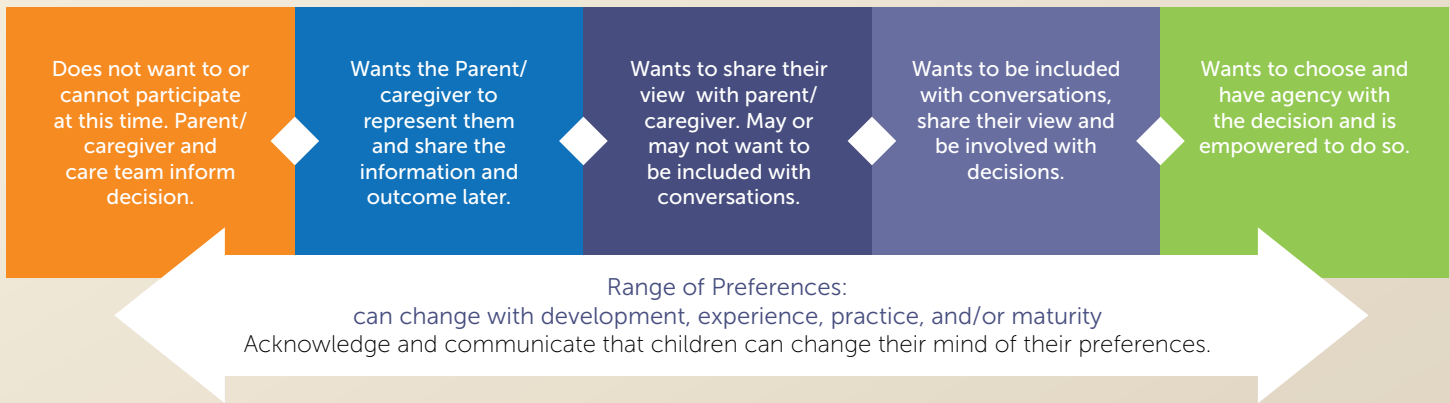 Does not want to or
cannot participate
at this time. Parent/
caregiver and
care team inform
decision.
Wants the Parent/
caregiver to
represent them
and share the
information and
outcome later.
Wants to share their
view with parent/
caregiver. May or
may not want to
be included with
conversations.
Wants to be included
with conversations,
share their view and
be involved with
decisions.
Wants to choose and
have agency with
the decision and is
empowered to do so.
Range of Preferences:
can change with development, experience, practice, and/or maturity
Acknowledge and communicate that children can change their mind of their preferences.